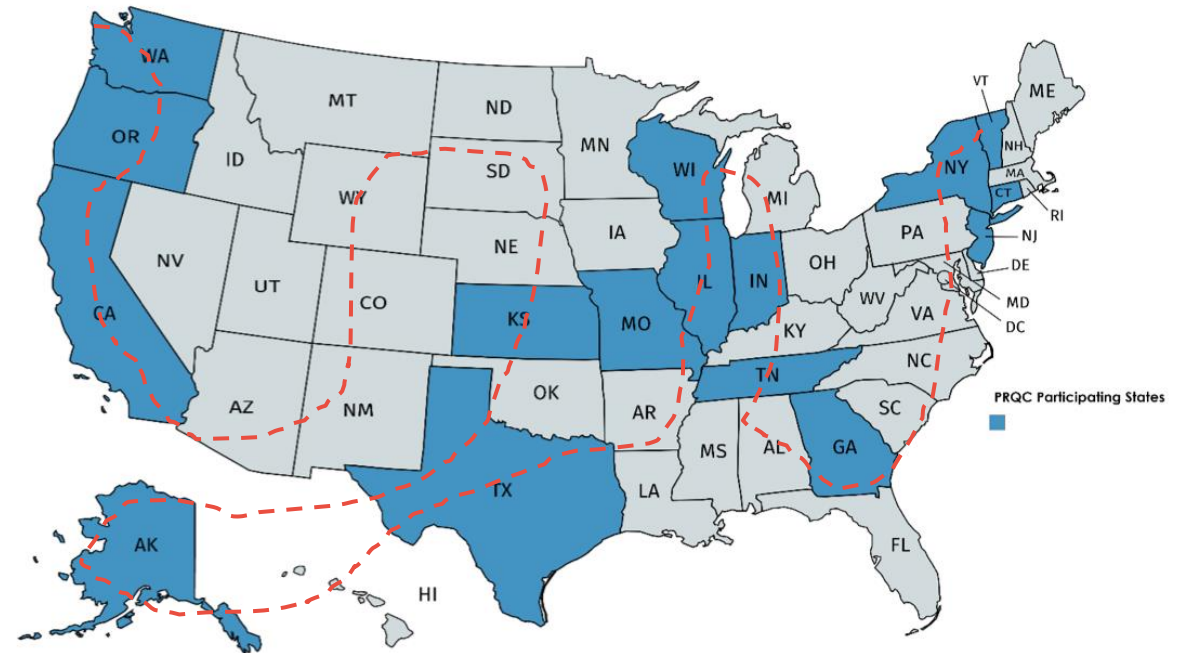 VT
ME
WA
MT
ND
MN
OR
ID
SD
WI
NY
NH
MA
WY
MI
CT
RI
IA
PA
NE
NJ
NV
OH
DE
UT
CO
IL
IN
WV
MD
CA
KS
MO
VA
DC
KY
NC
TN
OK
AZ
NM
AR
SC
PRQC Participating States
MS
AL
GA
TX
LA
AK
FL
HI